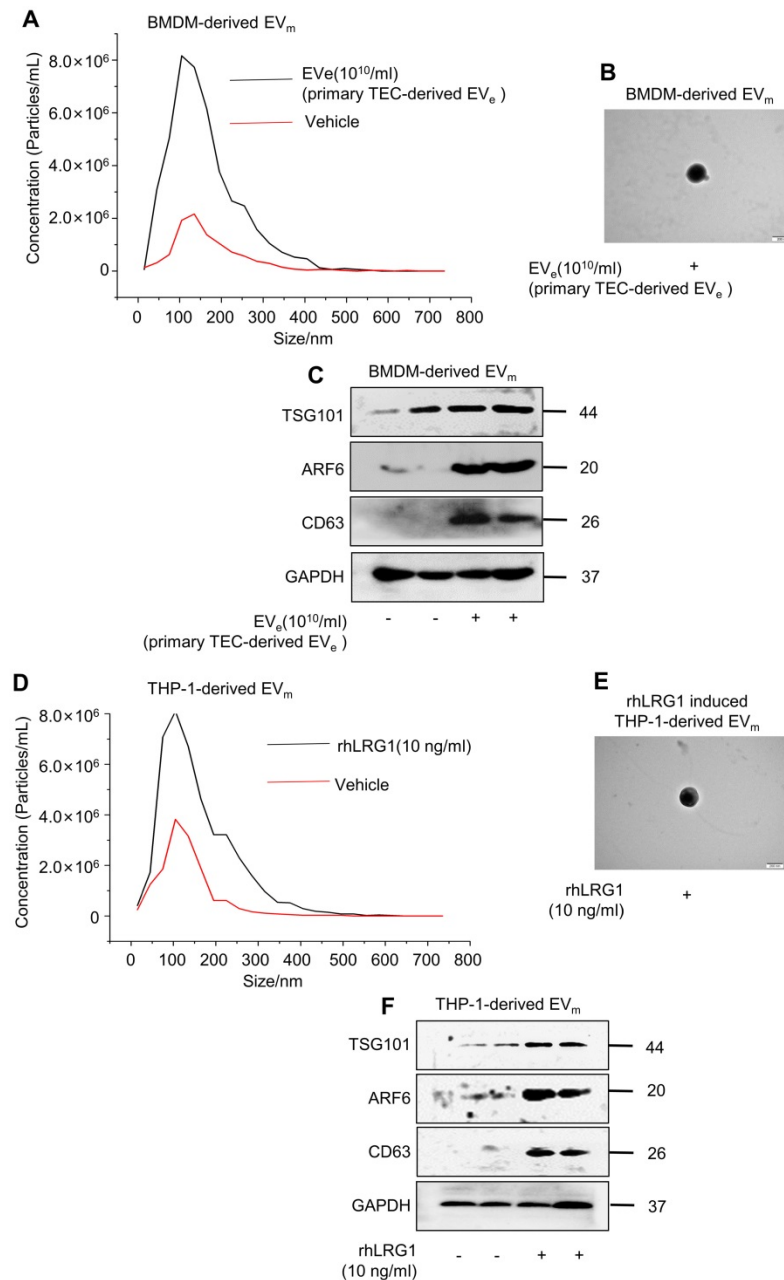 A
BMDM-derived EVm
Concentration (Particles/mL)
8.0×10⁶
6.0×10⁶
4.0×10⁶
2.0×10⁶
0
0 100 200 300 400 500 600 700 800
Size/nm
EVe(10¹⁰/ml)
(primary TEC-derived EVe )
Vehicle
B
BMDM-derived EVm
EVe(10¹⁰/ml) +
(primary TEC-derived EVe )
C
BMDM-derived EVm
TSG101 44
ARF6 20
CD63 26
GAPDH 37
EVe(10¹⁰/ml) - - + +
(primary TEC-derived EVe )
D
THP-1-derived EVm
Concentration (Particles/mL)
8.0×10⁶
6.0×10⁶
4.0×10⁶
2.0×10⁶
0
0 100 200 300 400 500 600 700 800
Size/nm
rhLRG1(10 ng/ml)
Vehicle
E
rhLRG1 induced
THP-1-derived EVm
rhLRG1 +
(10 ng/ml)
F
THP-1-derived EVm
TSG101 44
ARF6 20
CD63 26
GAPDH 37
rhLRG1 - - + +
(10 ng/ml)